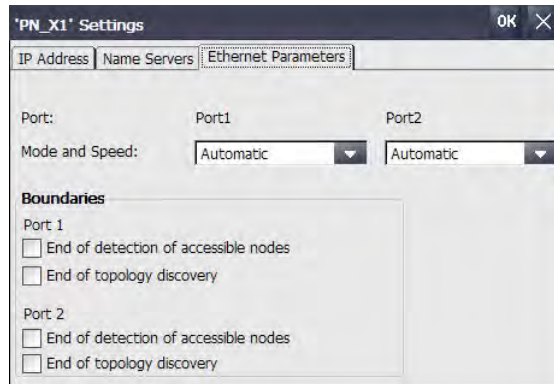 'PN_X1' Settings OK
IP Address Name Servers Ethernet Parameters
Port: Port1 Port2
Mode and Speed: Automatic Automatic
Boundaries
Port 1
End of detection of accessible nodes
End of topology discovery
Port 2
End of detection of accessible nodes
End of topology discovery